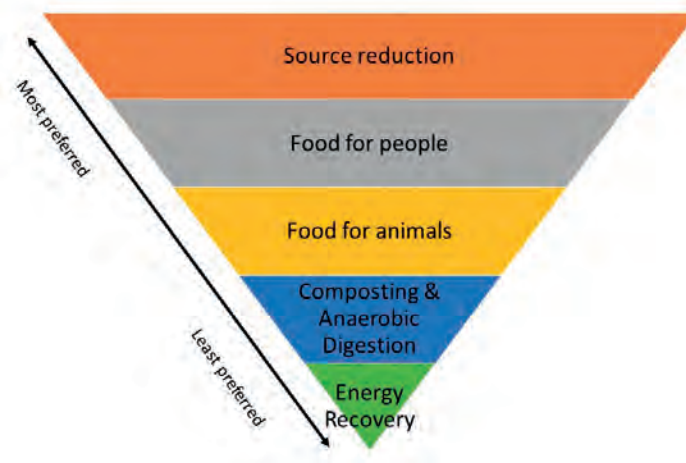 Source reduction
Most preferred
Food for people
Food for animals
Composting &
Anaerobic
Digestion
Least preferred
Energy
Recovery